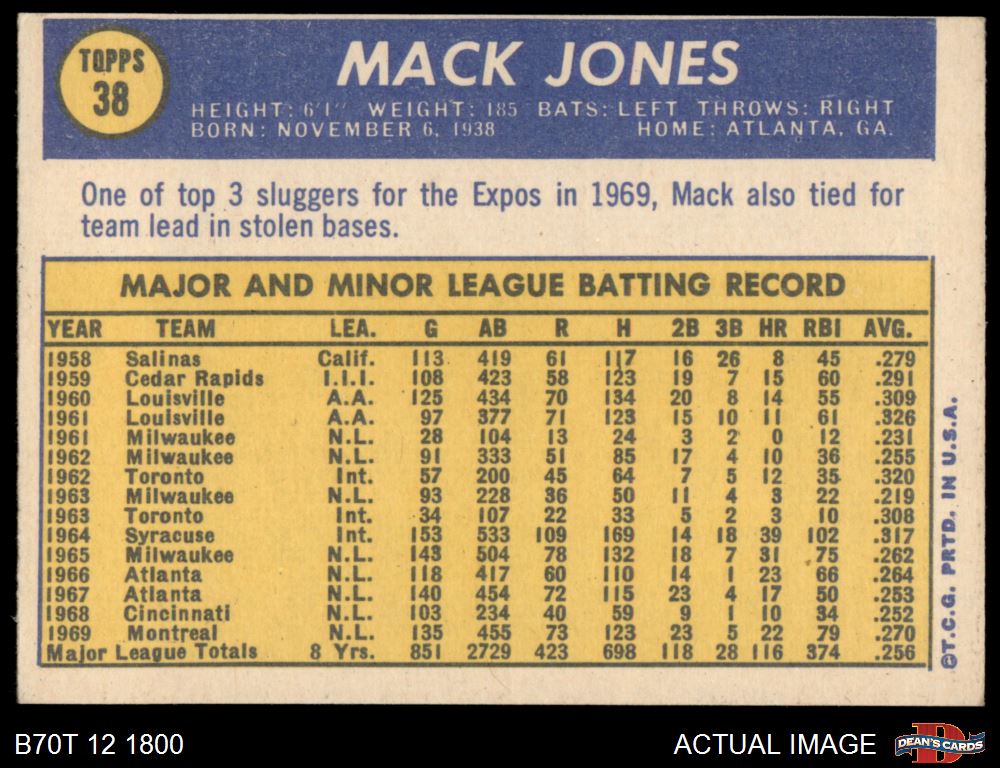 TOPPS
38
MACK JONES
HEIGHT: 6'1" WEIGHT: 185 BATS: LEFT THROWS: RIGHT
BORN: NOVEMBER 6, 1938 HOME: ATLANTA, GA.
One of top 3 sluggers for the Expos in 1969, Mack also tied for
team lead in stolen bases.
MAJOR AND MINOR LEAGUE BATTING RECORD
YEAR TEAM LEA. G AB R H 2B 3B HR RBI AVG.
1958 Salinas Calif. 113 419 61 117 16 26 8 45 .279
1959 Cedar Rapids I.I.I. 108 423 58 123 19 7 15 60 .291
1960 Louisville A.A. 125 434 70 134 20 8 14 55 .309
1961 Louisville A.A. 97 377 71 123 15 10 11 61 .326
1961 Milwaukee N.L. 28 104 13 24 3 2 0 12 .231
1962 Milwaukee N.L. 91 333 51 85 17 4 10 36 .255
1962 Toronto Int. 57 200 45 64 7 5 12 35 .320
1963 Milwaukee N.L. 93 228 36 50 11 4 3 22 .219
1963 Toronto Int. 34 107 22 33 5 2 3 10 .308
1964 Syracuse Int. 153 533 109 169 14 18 39 102 .317
1965 Milwaukee N.L. 143 504 78 132 18 7 31 75 .262
1966 Atlanta N.L. 118 417 60 110 14 1 23 66 .264
1967 Atlanta N.L. 140 454 72 115 23 4 17 50 .253
1968 Cincinnati N.L. 103 234 40 59 9 1 10 34 .252
1969 Montreal N.L. 135 455 73 123 23 5 22 79 .270
Major League Totals 8 Yrs. 851 2729 423 698 118 28 116 374 .256
©T.C.G. PRTD. IN U.S.A.
B70T 12 1800
ACTUAL IMAGE
D
DEAN'S CARDS